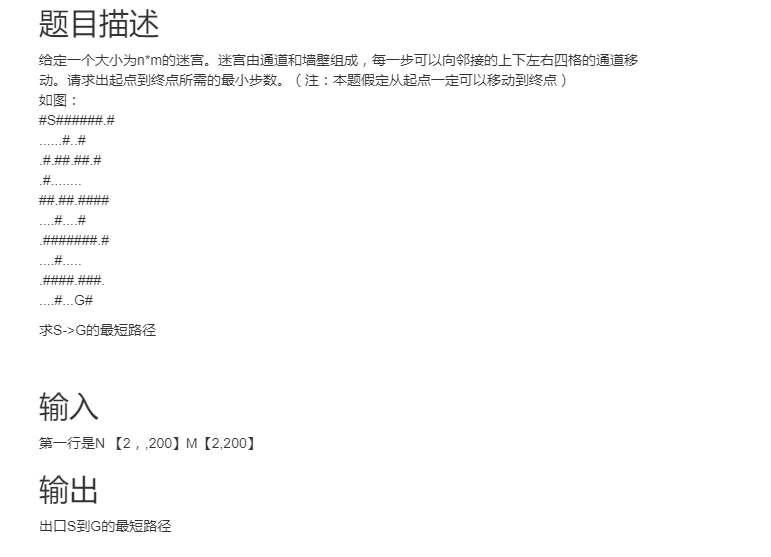 题目描述
给定一个大小为n*m的迷宫。迷宫由通道和墙壁组成，每一步可以向邻接的上下左右四格的通道移
动。请求出起点到终点所需的最小步数。（注：本题假定从起点一定可以移动到终点）
如图：
#S######.#
......#..#
.#.##.##.#
.#........
##.##.####
....#....#
.#######.#
....#.....
.####.###.
....#...G#
求S->G的最短路径
输入
第一行是N 【2，,200】M【2,200】
输出
出口S到G的最短路径